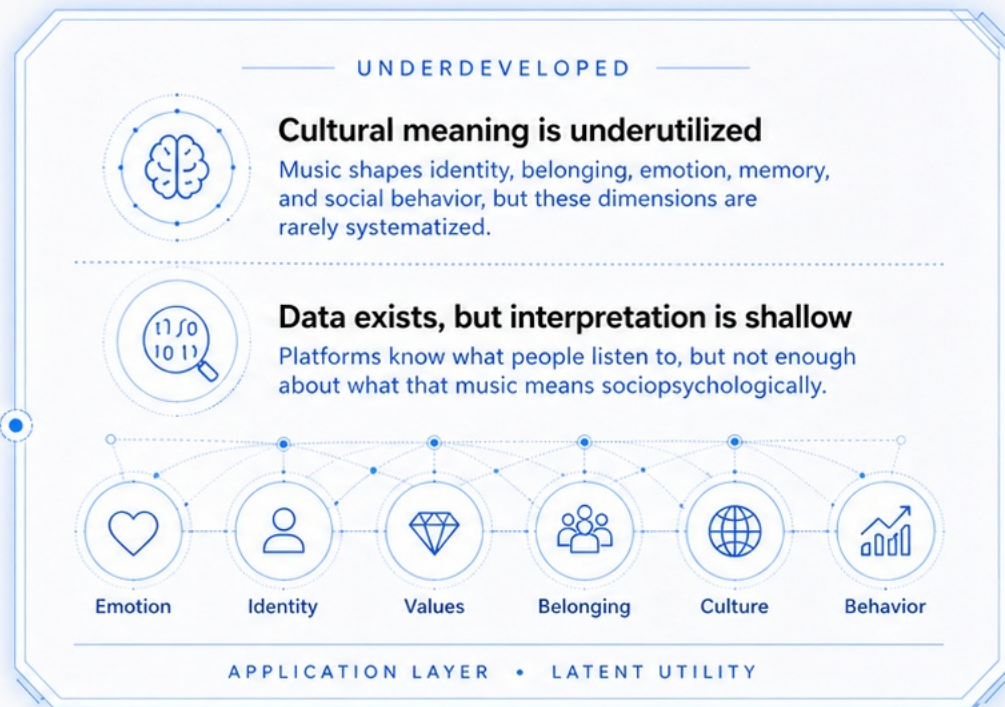 UNDERDEVELOPED
Cultural meaning is underutilized
Music shapes identity, belonging, emotion, memory,
and social behavior, but these dimensions are
rarely systematized.
Data exists, but interpretation is shallow
Platforms know what people listen to, but not enough
about what that music means sociopsychologically.
Emotion Identity Values Belonging Culture Behavior
APPLICATION LAYER • LATENT UTILITY